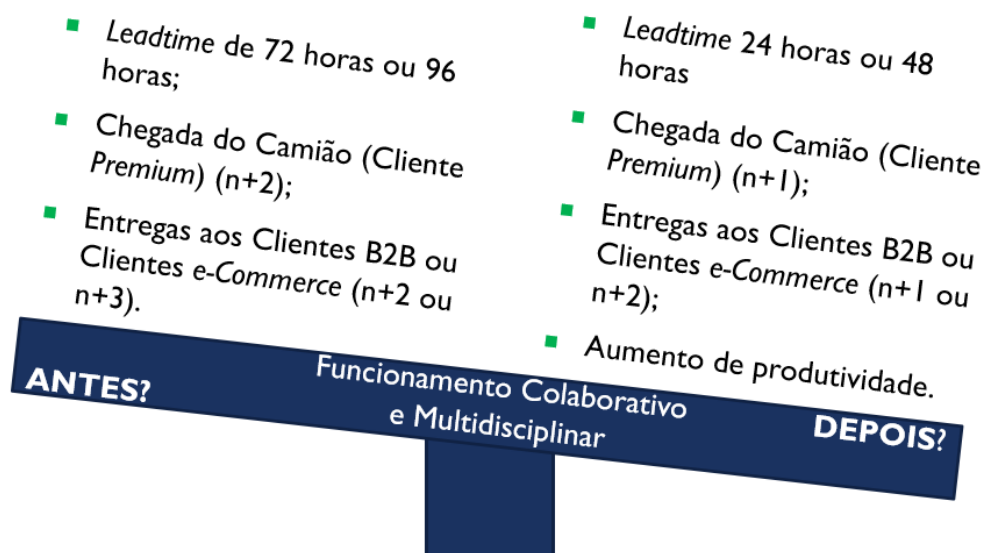 Leadtime de 72 horas ou 96
horas;
Chegada do Camião (Cliente
Premium) (n+2);
Entregas aos Clientes B2B ou
Clientes e-Commerce (n+2 ou
n+3).
Leadtime 24 horas ou 48
horas
Chegada do Camião (Cliente
Premium) (n+1);
Entregas aos Clientes B2B ou
Clientes e-Commerce (n+1 ou
n+2);
Aumento de produtividade.
ANTES?
Funcionamento Colaborativo
e Multidisciplinar
DEPOIS?